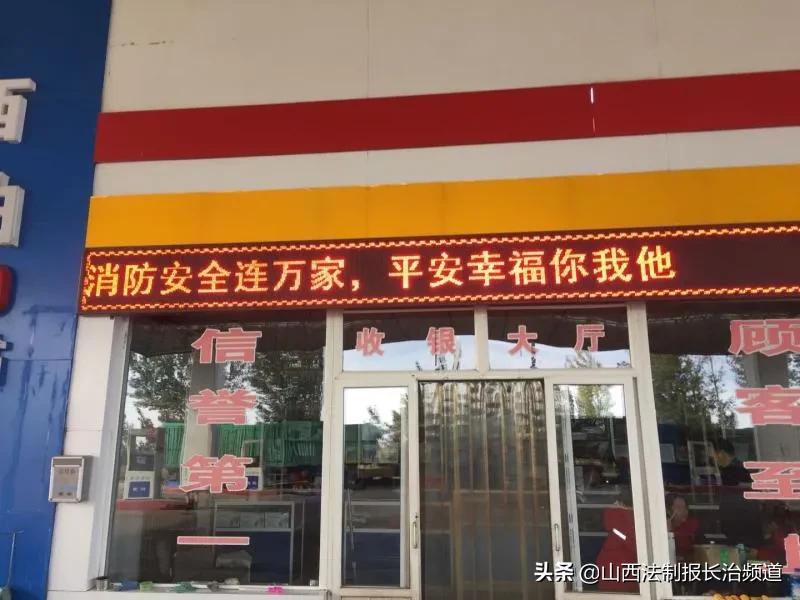 消防安全连万家，平安幸福你我他
收银大厅
信誉第一
顾客至
头条 @山西法制报长治频道